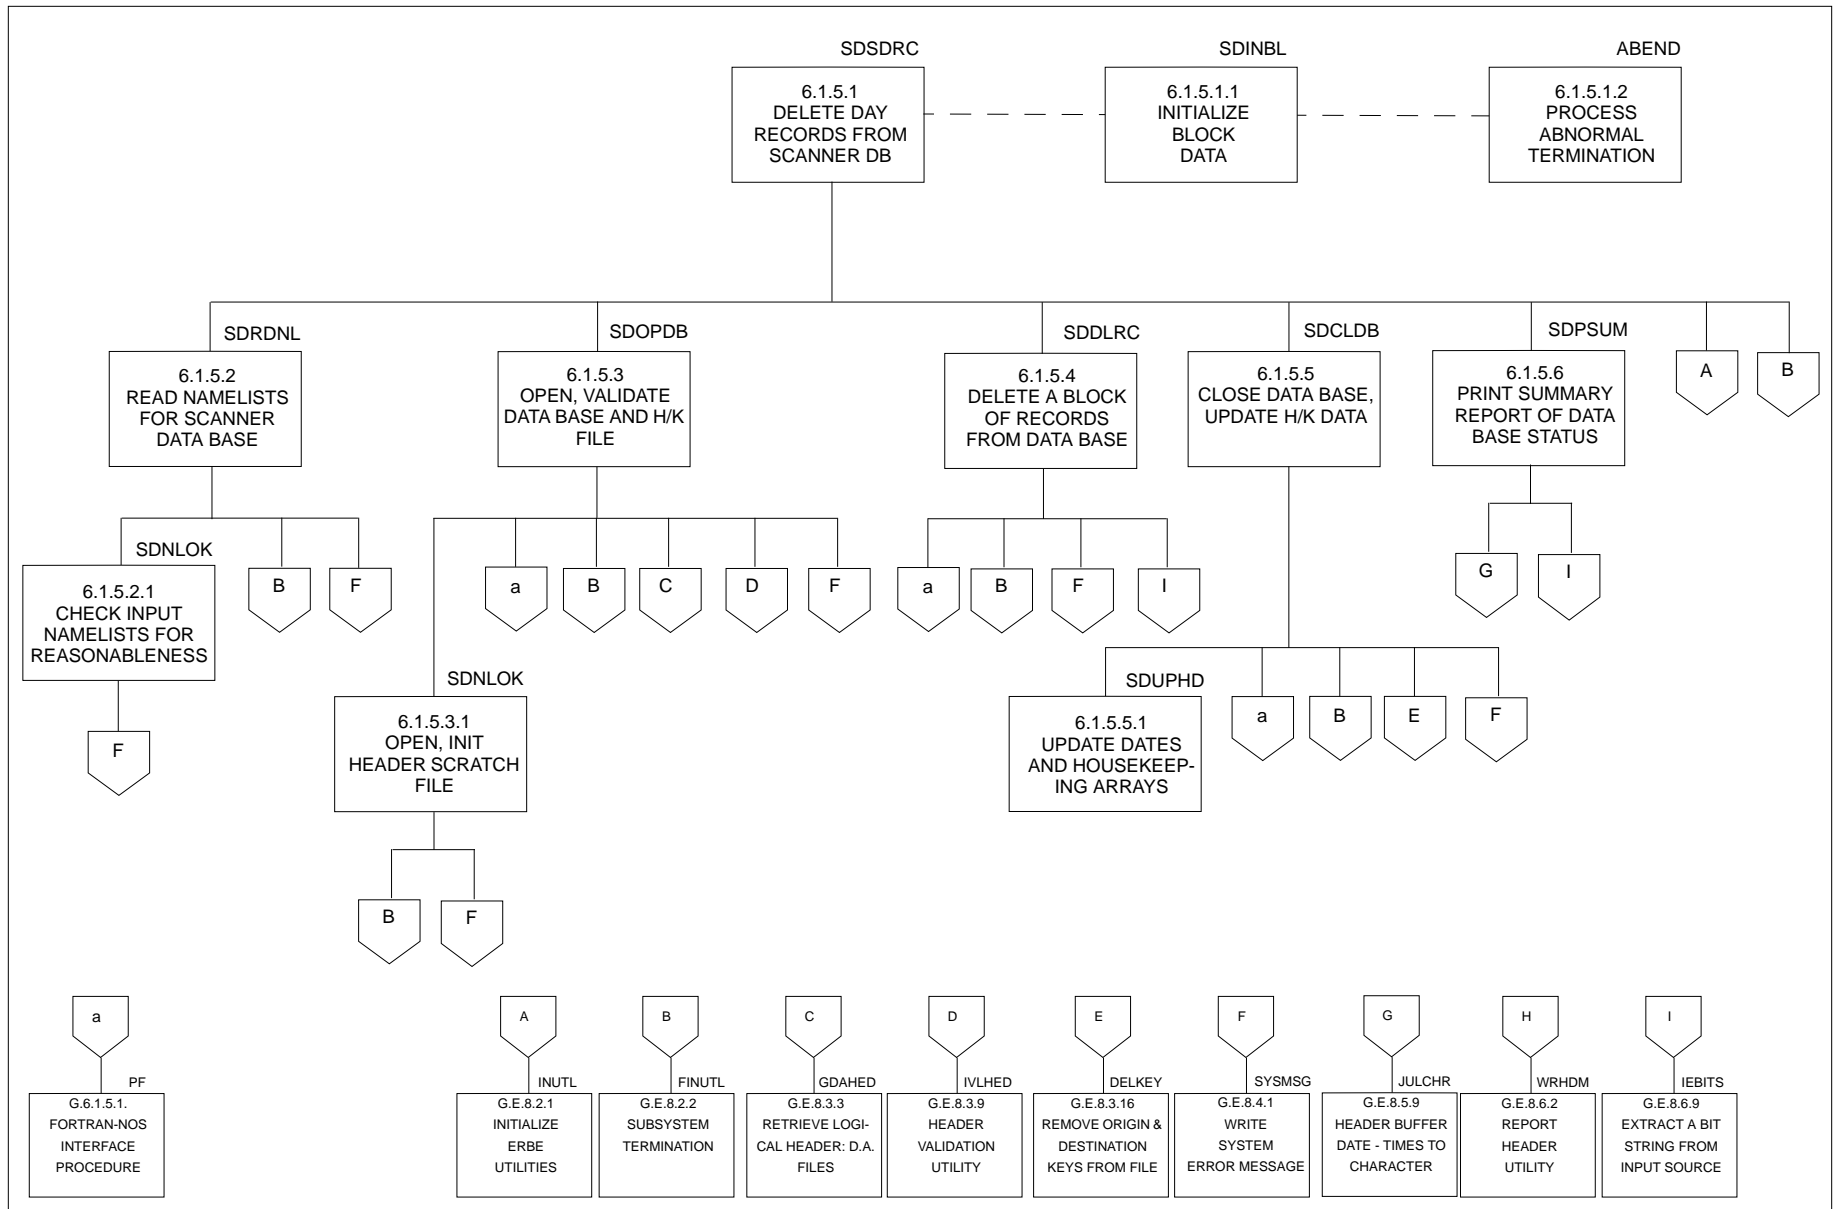 SDSDRC
SDINBL
ABEND
6.1.5.1
DELETE DAY
RECORDS FROM
SCANNER DB
6.1.5.1.1
INITIALIZE
BLOCK
DATA
6.1.5.1.2
PROCESS
ABNORMAL
TERMINATION
SDRDNL
6.1.5.2
READ NAMELISTS
FOR SCANNER
DATA BASE
SDOPDB
6.1.5.3
OPEN, VALIDATE
DATA BASE AND H/K
FILE
SDDLRC
6.1.5.4
DELETE A BLOCK
OF RECORDS
FROM DATA BASE
SDCLDB
6.1.5.5
CLOSE DATA BASE,
UPDATE H/K DATA
SDPSUM
6.1.5.6
PRINT SUMMARY
REPORT OF DATA
BASE STATUS
A
B
SDNLOK
6.1.5.2.1
CHECK INPUT
NAMELISTS FOR
REASONABLENESS
B
F
a
B
C
D
F
a
B
F
I
G
I
F
SDNLOK
6.1.5.3.1
OPEN, INIT
HEADER SCRATCH
FILE
SDUPHD
6.1.5.5.1
UPDATE DATES
AND HOUSEKEEP-
ING ARRAYS
a
B
E
F
B
F
a
PF
G.6.1.5.1.
FORTRAN-NOS
INTERFACE
PROCEDURE
A
INUTL
G.E.8.2.1
INITIALIZE
ERBE
UTILITIES
B
FINUTL
G.E.8.2.2
SUBSYSTEM
TERMINATION
C
GDAHED
G.E.8.3.3
RETRIEVE LOGI-
CAL HEADER: D.A.
FILES
D
IVLHED
G.E.8.3.9
HEADER
VALIDATION
UTILITY
E
DELKEY
G.E.8.3.16
REMOVE ORIGIN &
DESTINATION
KEYS FROM FILE
F
SYSMSG
G.E.8.4.1
WRITE
SYSTEM
ERROR MESSAGE
G
JULCHR
G.E.8.5.9
HEADER BUFFER
DATE - TIMES TO
CHARACTER
H
WRHDM
G.E.8.6.2
REPORT
HEADER
UTILITY
I
IEBITS
G.E.8.6.9
EXTRACT A BIT
STRING FROM
INPUT SOURCE